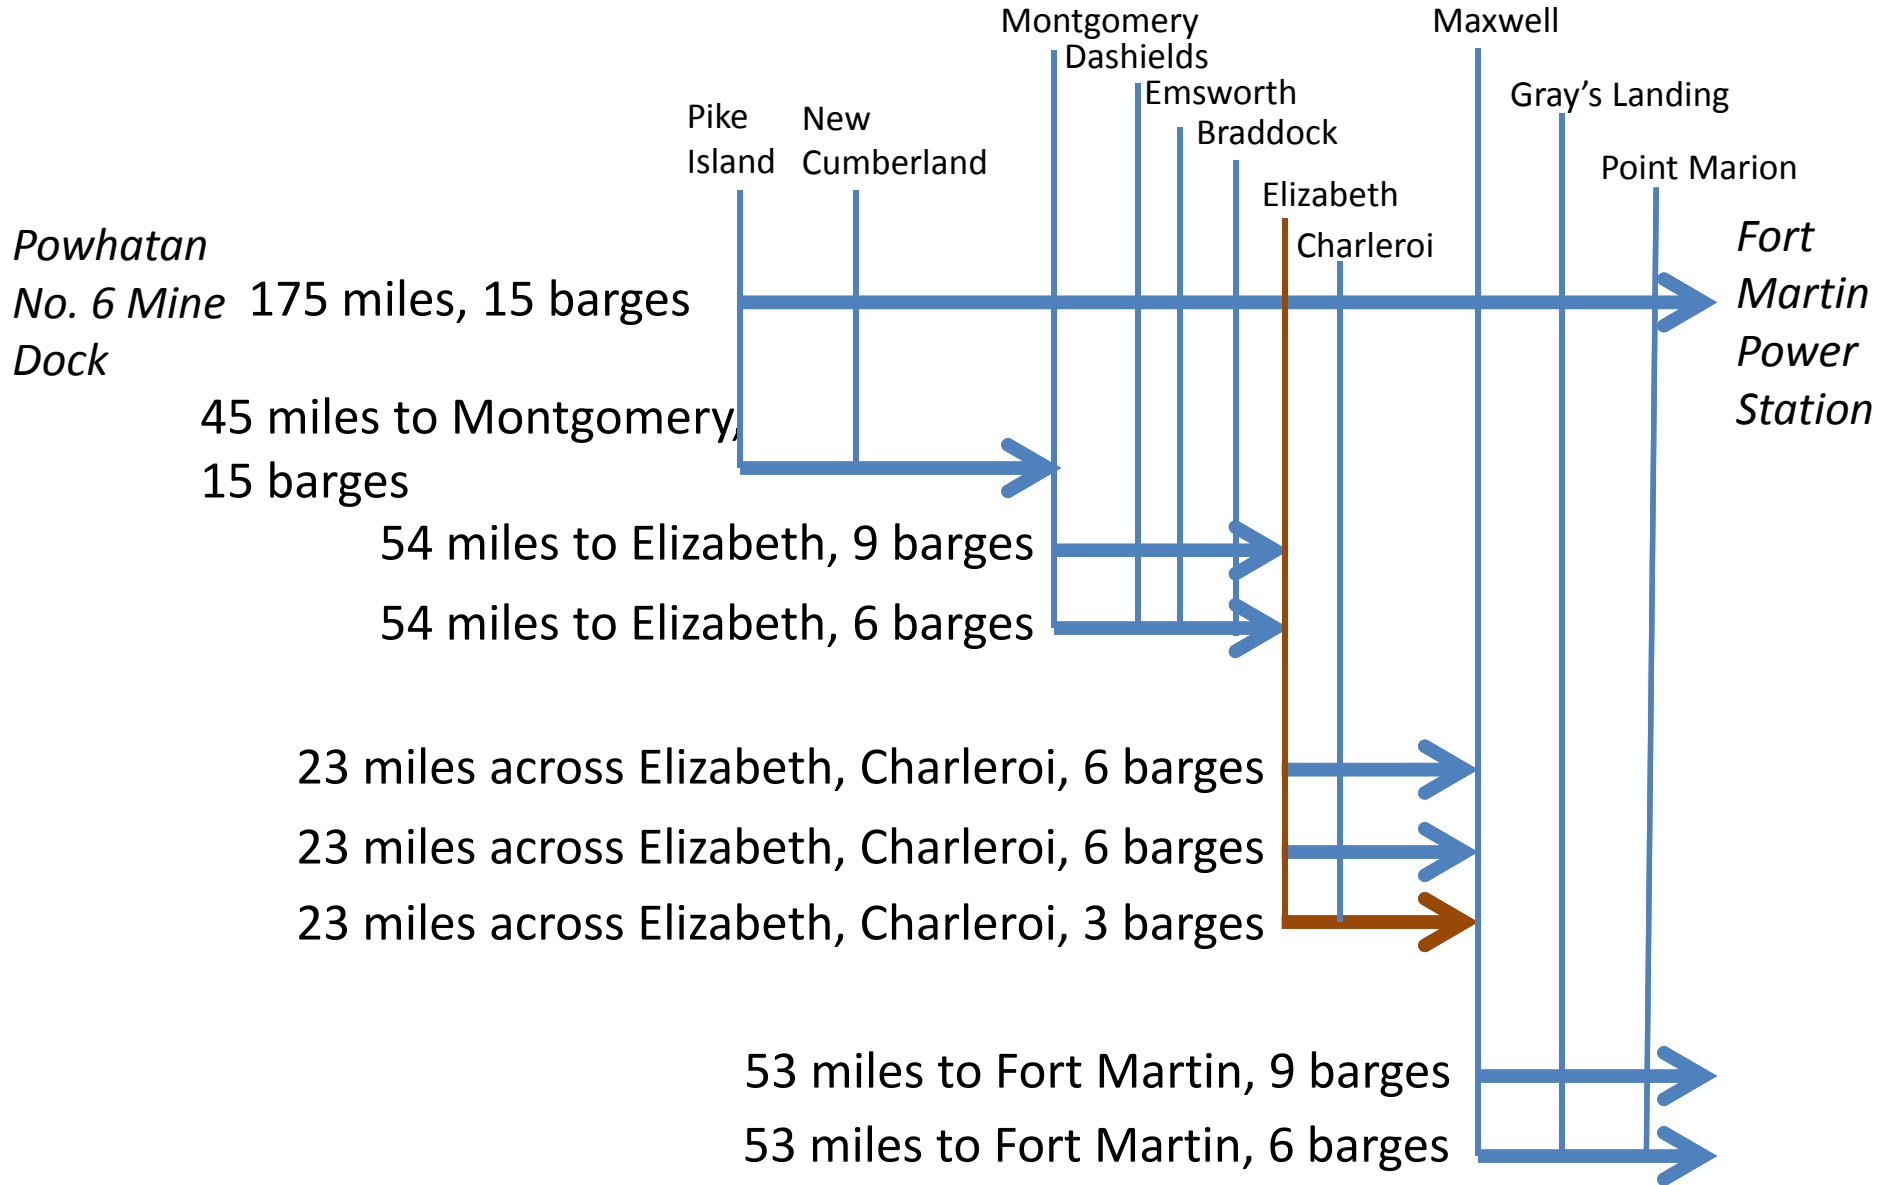 Montgomery
Maxwell
Dashields
Emsworth
Gray’s Landing
Pike
Island
New
Cumberland
Braddock
Point Marion
Elizabeth
Charleroi
Powhatan
No. 6 Mine
Dock
175 miles, 15 barges
Fort
Martin
Power
Station
45 miles to Montgomery,
15 barges
54 miles to Elizabeth, 9 barges
54 miles to Elizabeth, 6 barges
23 miles across Elizabeth, Charleroi, 6 barges
23 miles across Elizabeth, Charleroi, 6 barges
23 miles across Elizabeth, Charleroi, 3 barges
53 miles to Fort Martin, 9 barges
53 miles to Fort Martin, 6 barges